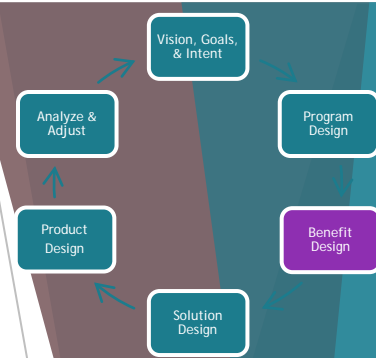 Vision, Goals,
& Intent
Program
Design
Benefit
Design
Solution
Design
Product
Design
Analyze &
Adjust